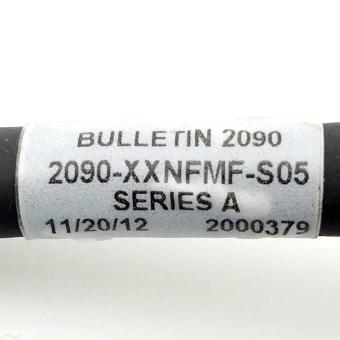 BULLETIN 2090
2090-XXNFMF-S05
SERIES A
11/20/12 2000379